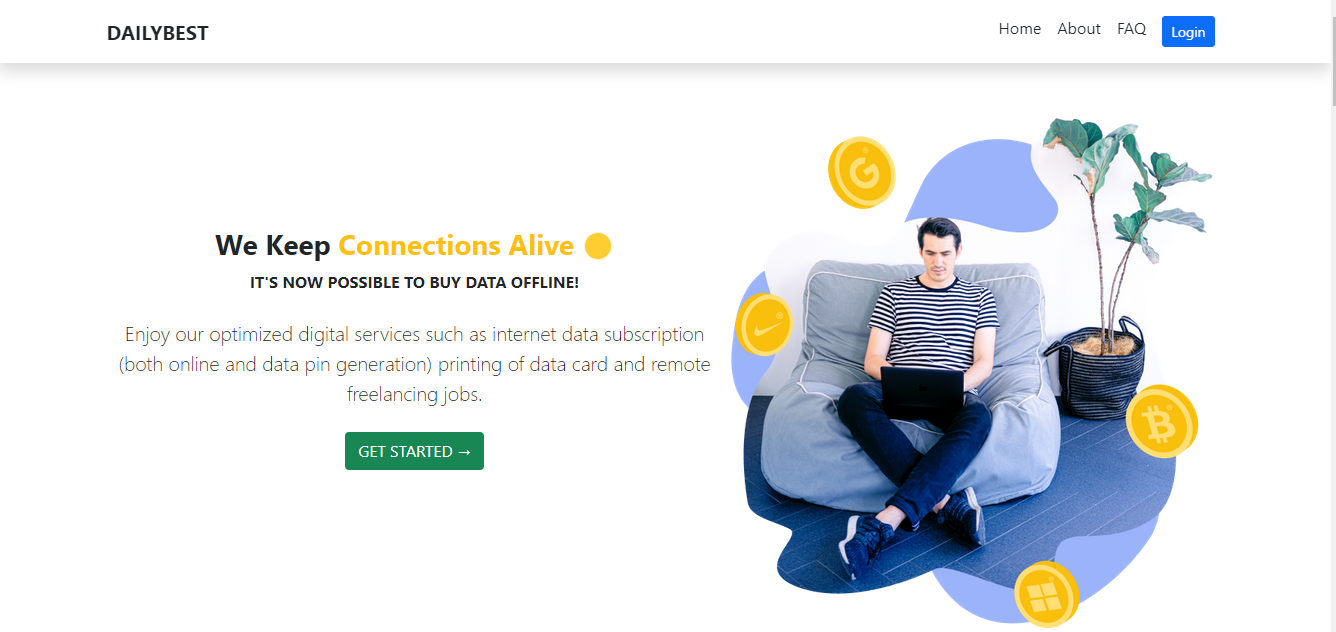 DAILYBEST
Home About FAQ Login
We Keep Connections Alive
IT'S NOW POSSIBLE TO BUY DATA OFFLINE!
Enjoy our optimized digital services such as internet data subscription
(both online and data pin generation) printing of data card and remote
freelancing jobs.
GET STARTED →